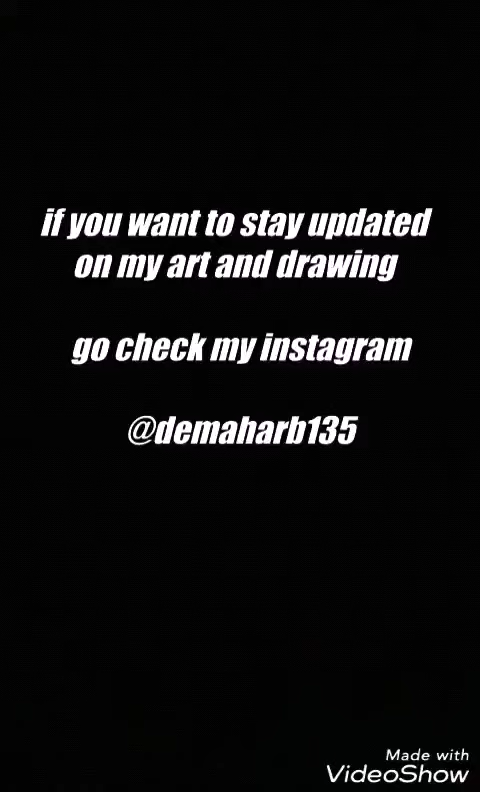 if you want to stay updated
on my art and drawing
go check my instagram
@demaharb135
Made with
VideoShow